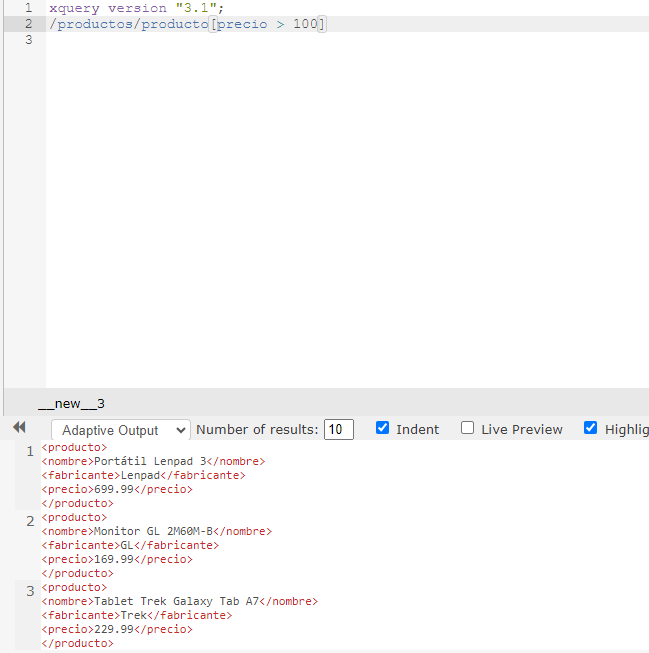 1 xquery version "3.1";
2 /productos/producto[precio > 100]
3
__new__3
Adaptive Output Number of results: 10 Indent Live Preview Highlig
1 <producto>
<nombre>Portátil Lenpad 3</nombre>
<fabricante>Lenpad</fabricante>
<precio>699.99</precio>
</producto>
2 <producto>
<nombre>Monitor GL 2M60M-B</nombre>
<fabricante>GL</fabricante>
<precio>169.99</precio>
</producto>
3 <producto>
<nombre>Tablet Trek Galaxy Tab A7</nombre>
<fabricante>Trek</fabricante>
<precio>229.99</precio>
</producto>